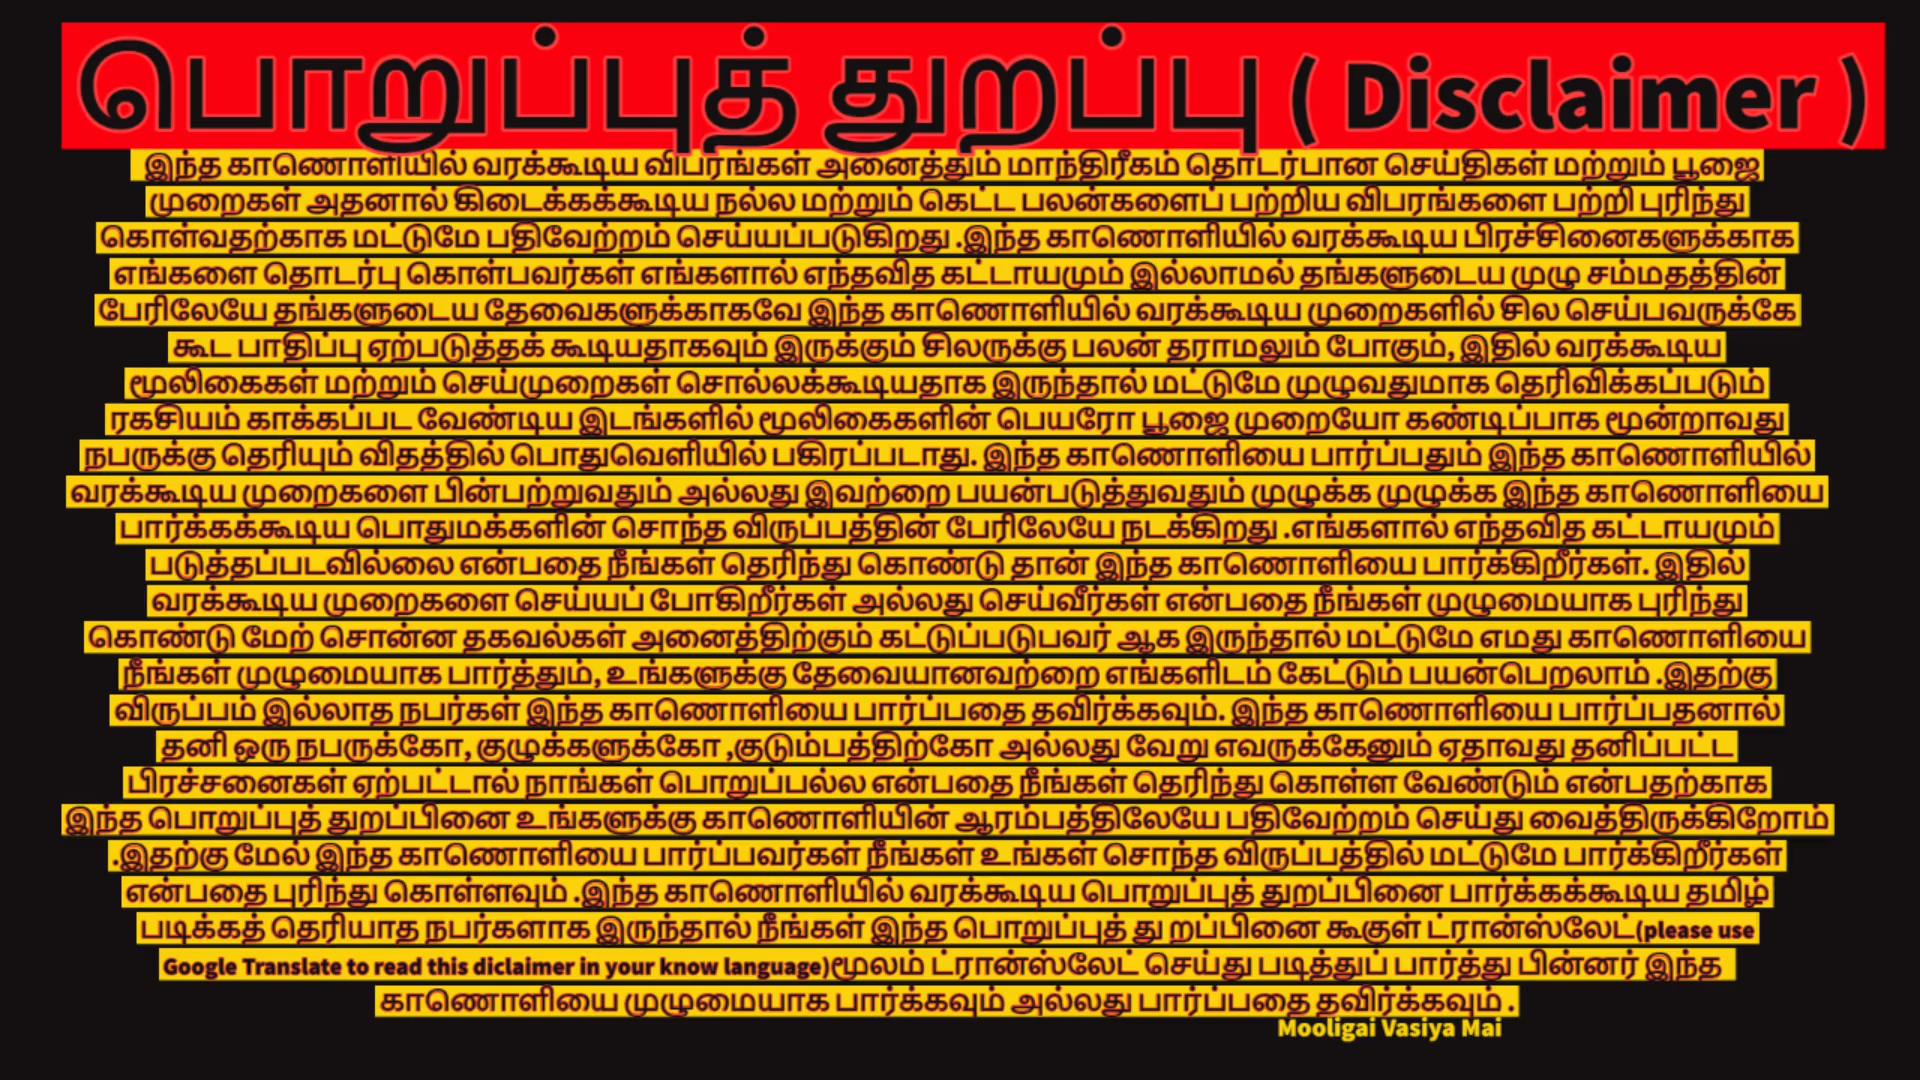 பொறுப்புத் துறப்பு ( Disclaimer )
இந்த காணொளியில் வரக்கூடிய விபரங்கள் அனைத்தும் மாந்திரீகம் தொடர்பான செய்திகள் மற்றும் பூஜை
முறைகள் அதனால் கிடைக்கக்கூடிய நல்ல மற்றும் கெட்ட பலன்களைப் பற்றிய விபரங்களை பற்றி புரிந்து
கொள்வதற்காக மட்டுமே பதிவேற்றம் செய்யப்படுகிறது .இந்த காணொளியில் வரக்கூடிய பிரச்சினைகளுக்காக
எங்களை தொடர்பு கொள்பவர்கள் எங்களால் எந்தவித கட்டாயமும் இல்லாமல் தங்களுடைய முழு சம்மதத்தின்
பேரிலேயே தங்களுடைய தேவைகளுக்காகவே இந்த காணொளியில் வரக்கூடிய முறைகளில் சில செய்பவருக்கே
கூட பாதிப்பு ஏற்படுத்தக் கூடியதாகவும் இருக்கும் சிலருக்கு பலன் தராமலும் போகும், இதில் வரக்கூடிய
மூலிகைகள் மற்றும் செய்முறைகள் சொல்லக்கூடியதாக இருந்தால் மட்டுமே முழுவதுமாக தெரிவிக்கப்படும்
ரகசியம் காக்கப்பட வேண்டிய இடங்களில் மூலிகைகளின் பெயரோ பூஜை முறையோ கண்டிப்பாக மூன்றாவது
நபருக்கு தெரியும் விதத்தில் பொதுவெளியில் பகிரப்படாது. இந்த காணொளியை பார்ப்பதும் இந்த காணொளியில்
வரக்கூடிய முறைகளை பின்பற்றுவதும் அல்லது இவற்றை பயன்படுத்துவதும் முழுக்க முழுக்க இந்த காணொளியை
பார்க்கக்கூடிய பொதுமக்களின் சொந்த விருப்பத்தின் பேரிலேயே நடக்கிறது .எங்களால் எந்தவித கட்டாயமும்
படுத்தப்படவில்லை என்பதை நீங்கள் தெரிந்து கொண்டு தான் இந்த காணொளியை பார்க்கிறீர்கள். இதில்
வரக்கூடிய முறைகளை செய்யப் போகிறீர்கள் அல்லது செய்வீர்கள் என்பதை நீங்கள் முழுமையாக புரிந்து
கொண்டு மேற் சொன்ன தகவல்கள் அனைத்திற்கும் கட்டுப்படுபவர் ஆக இருந்தால் மட்டுமே எமது காணொளியை
நீங்கள் முழுமையாக பார்த்தும், உங்களுக்கு தேவையானவற்றை எங்களிடம் கேட்டும் பயன்பெறலாம் .இதற்கு
விருப்பம் இல்லாத நபர்கள் இந்த காணொளியை பார்ப்பதை தவிர்க்கவும். இந்த காணொளியை பார்ப்பதனால்
தனி ஒரு நபருக்கோ, குழுக்களுக்கோ ,குடும்பத்திற்கோ அல்லது வேறு எவருக்கேனும் ஏதாவது தனிப்பட்ட
பிரச்சனைகள் ஏற்பட்டால் நாங்கள் பொறுப்பல்ல என்பதை நீங்கள் தெரிந்து கொள்ள வேண்டும் என்பதற்காக
இந்த பொறுப்புத் துறப்பினை உங்களுக்கு காணொளியின் ஆரம்பத்திலேயே பதிவேற்றம் செய்து வைத்திருக்கிறோம்
.இதற்கு மேல் இந்த காணொளியை பார்ப்பவர்கள் நீங்கள் உங்கள் சொந்த விருப்பத்தில் மட்டுமே பார்க்கிறீர்கள்
என்பதை புரிந்து கொள்ளவும் .இந்த காணொளியில் வரக்கூடிய பொறுப்புத் துறப்பினை பார்க்கக்கூடிய தமிழ்
படிக்கத் தெரியாத நபர்களாக இருந்தால் நீங்கள் இந்த பொறுப்புத் து றப்பினை கூகுள் ட்ரான்ஸ்லேட்(please use
Google Translate to read this diclaimer in your know language)மூலம் ட்ரான்ஸ்லேட் செய்து படித்துப் பார்த்து பின்னர் இந்த
காணொளியை முழுமையாக பார்க்கவும் அல்லது பார்ப்பதை தவிர்க்கவும் .
Mooligai Vasiya Mai